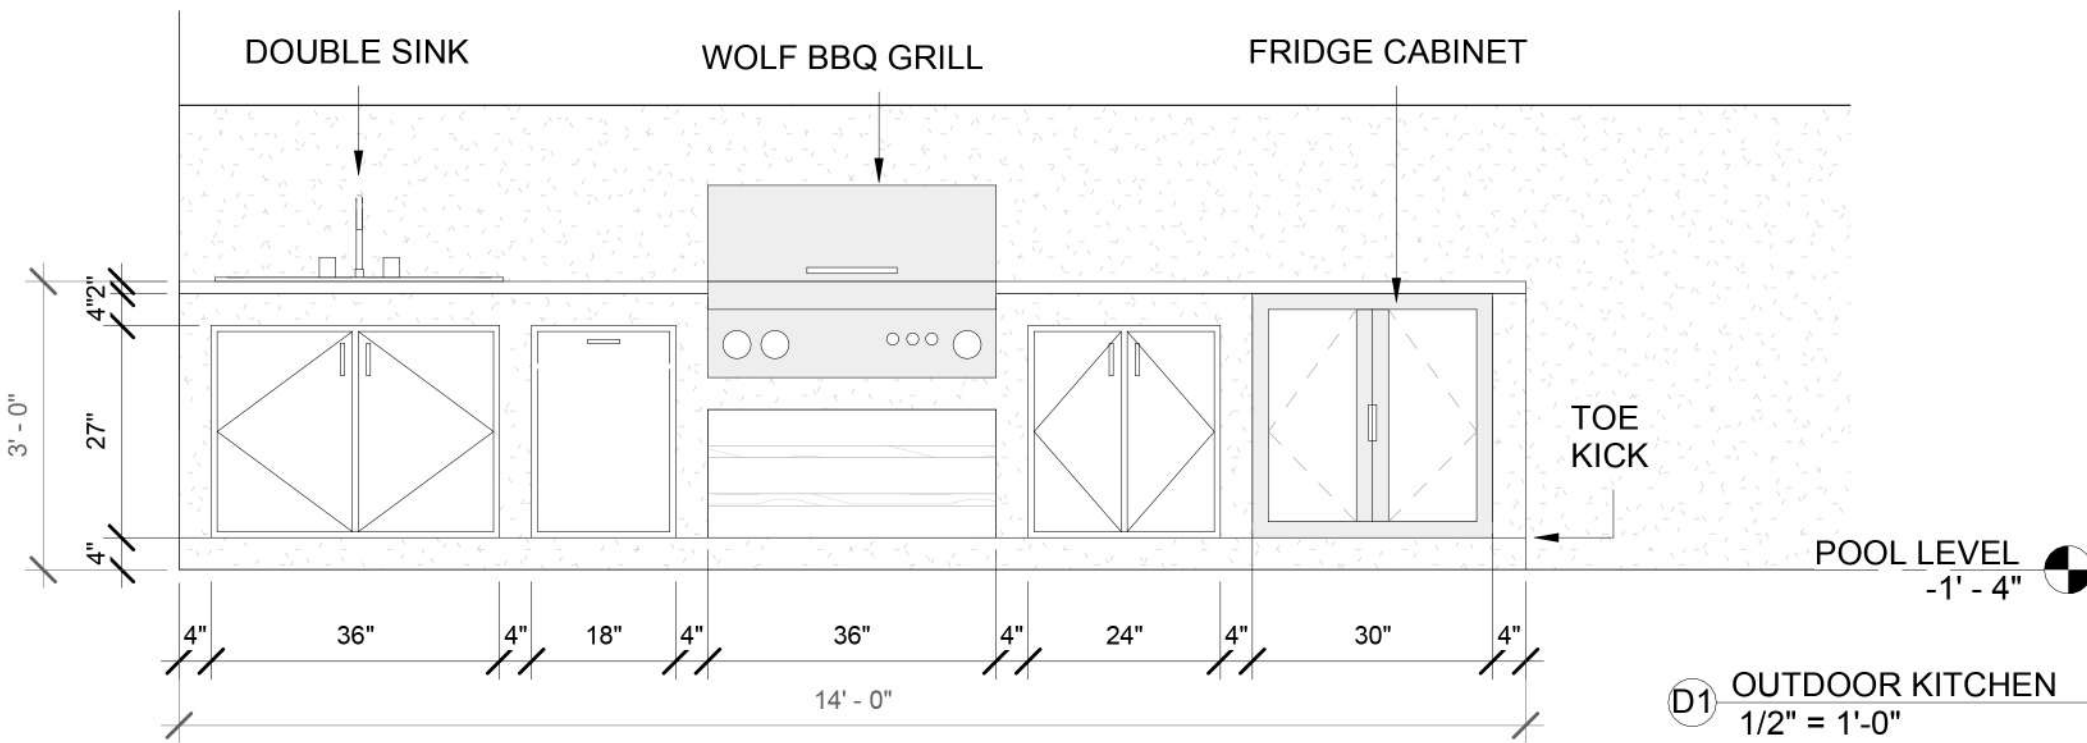 DOUBLE SINK
WOLF BBQ GRILL
FRIDGE CABINET
2"
4"
27"
4"
3' - 0"
TOE
KICK
POOL LEVEL
-1' - 4"
4" 36" 4" 18" 4" 36" 4" 24" 4" 30" 4"
14' - 0"
D1 OUTDOOR KITCHEN
1/2" = 1'-0"